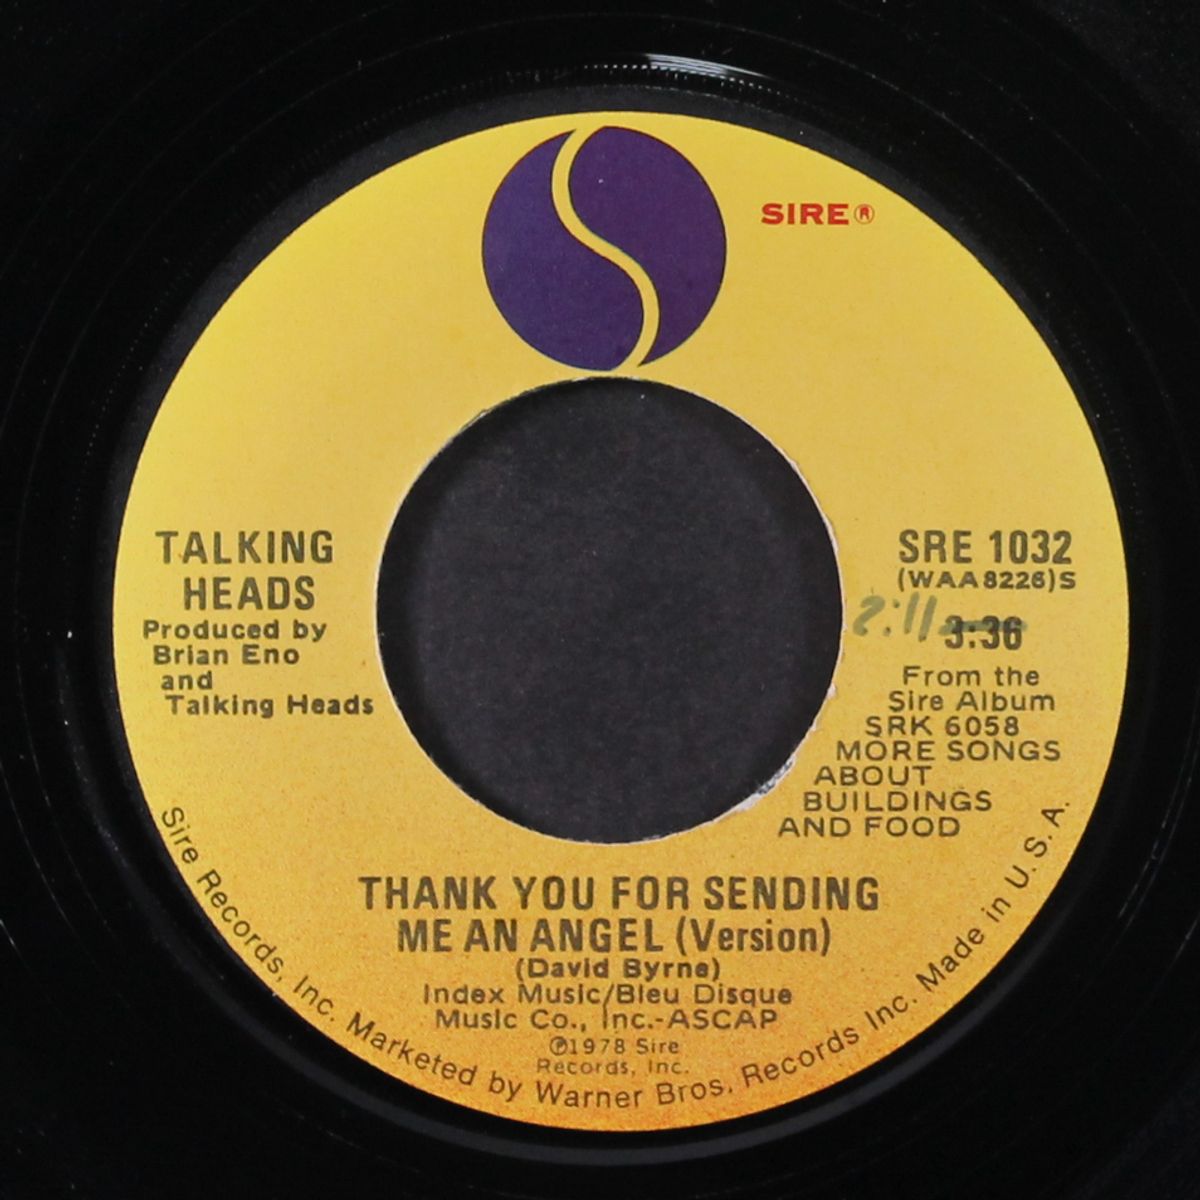 SIRE®
TALKING
HEADS
Produced by
Brian Eno
and
Talking Heads
SRE 1032
(WAA8226)S
2:11 3:36
From the
Sire Album
SRK 6058
MORE SONGS
ABOUT
BUILDINGS
AND FOOD
THANK YOU FOR SENDING
ME AN ANGEL (Version)
(David Byrne)
Index Music/Bleu Disque
Music Co., Inc.-ASCAP
℗1978 Sire
Records, Inc.
Sire Records, Inc. Marketed by Warner Bros. Records Inc. Made in U.S.A.